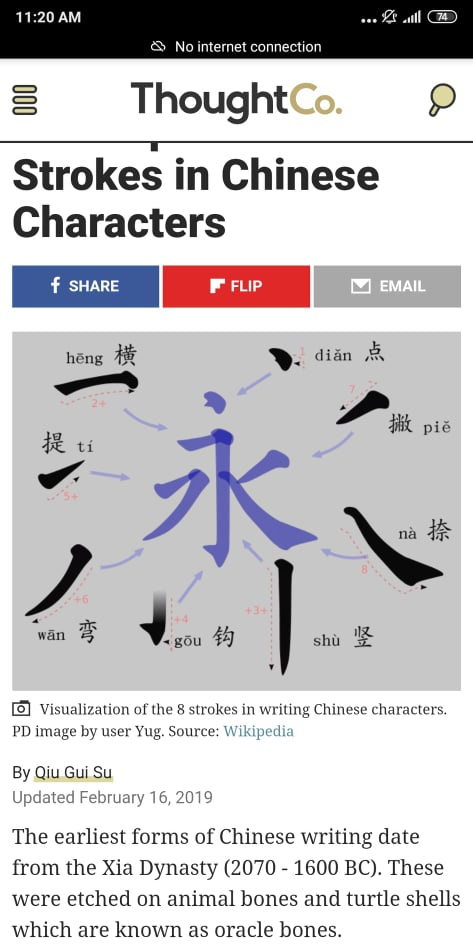 11:20 AM
74
No internet connection
ThoughtCo.
Strokes in Chinese
Characters
f SHARE
FLIP
EMAIL
hēng 横
2+
diǎn 点
1
7
撇 piě
提 tí
5+
nà 捺
8
+6
wān 弯
+4
gōu 钩
+3+
shù 竖
永
Visualization of the 8 strokes in writing Chinese characters.
PD image by user Yug. Source: Wikipedia
By Qiu Gui Su
Updated February 16, 2019
The earliest forms of Chinese writing date
from the Xia Dynasty (2070 - 1600 BC). These
were etched on animal bones and turtle shells
which are known as oracle bones.